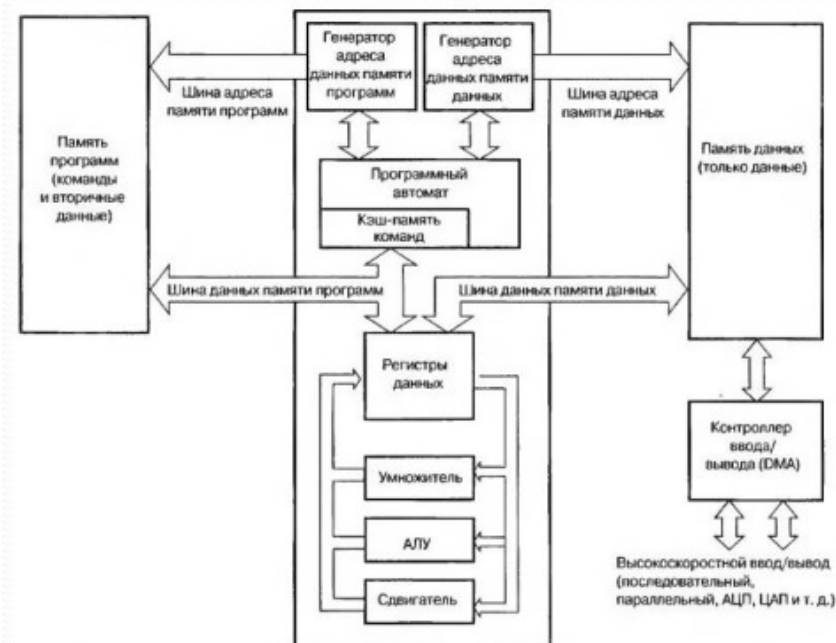 Генератор
адреса
данных памяти
программ
Генератор
адреса
данных памяти
данных
Шина адреса
памяти программ
Шина адреса
памяти данных
Память
программ
(команды
и вторичные
данные)
Программный
автомат
Кэш-память
команд
Память данных
(только данные)
Шина данных памяти программ
Шина данных памяти данных
Регистры
данных
Умножитель
АЛУ
Сдвигатель
Контроллер
ввода/
вывода (DMA)
Высокоскоростной ввод/вывод
(последовательный,
параллельный, АЦП, ЦАП и т. д.)